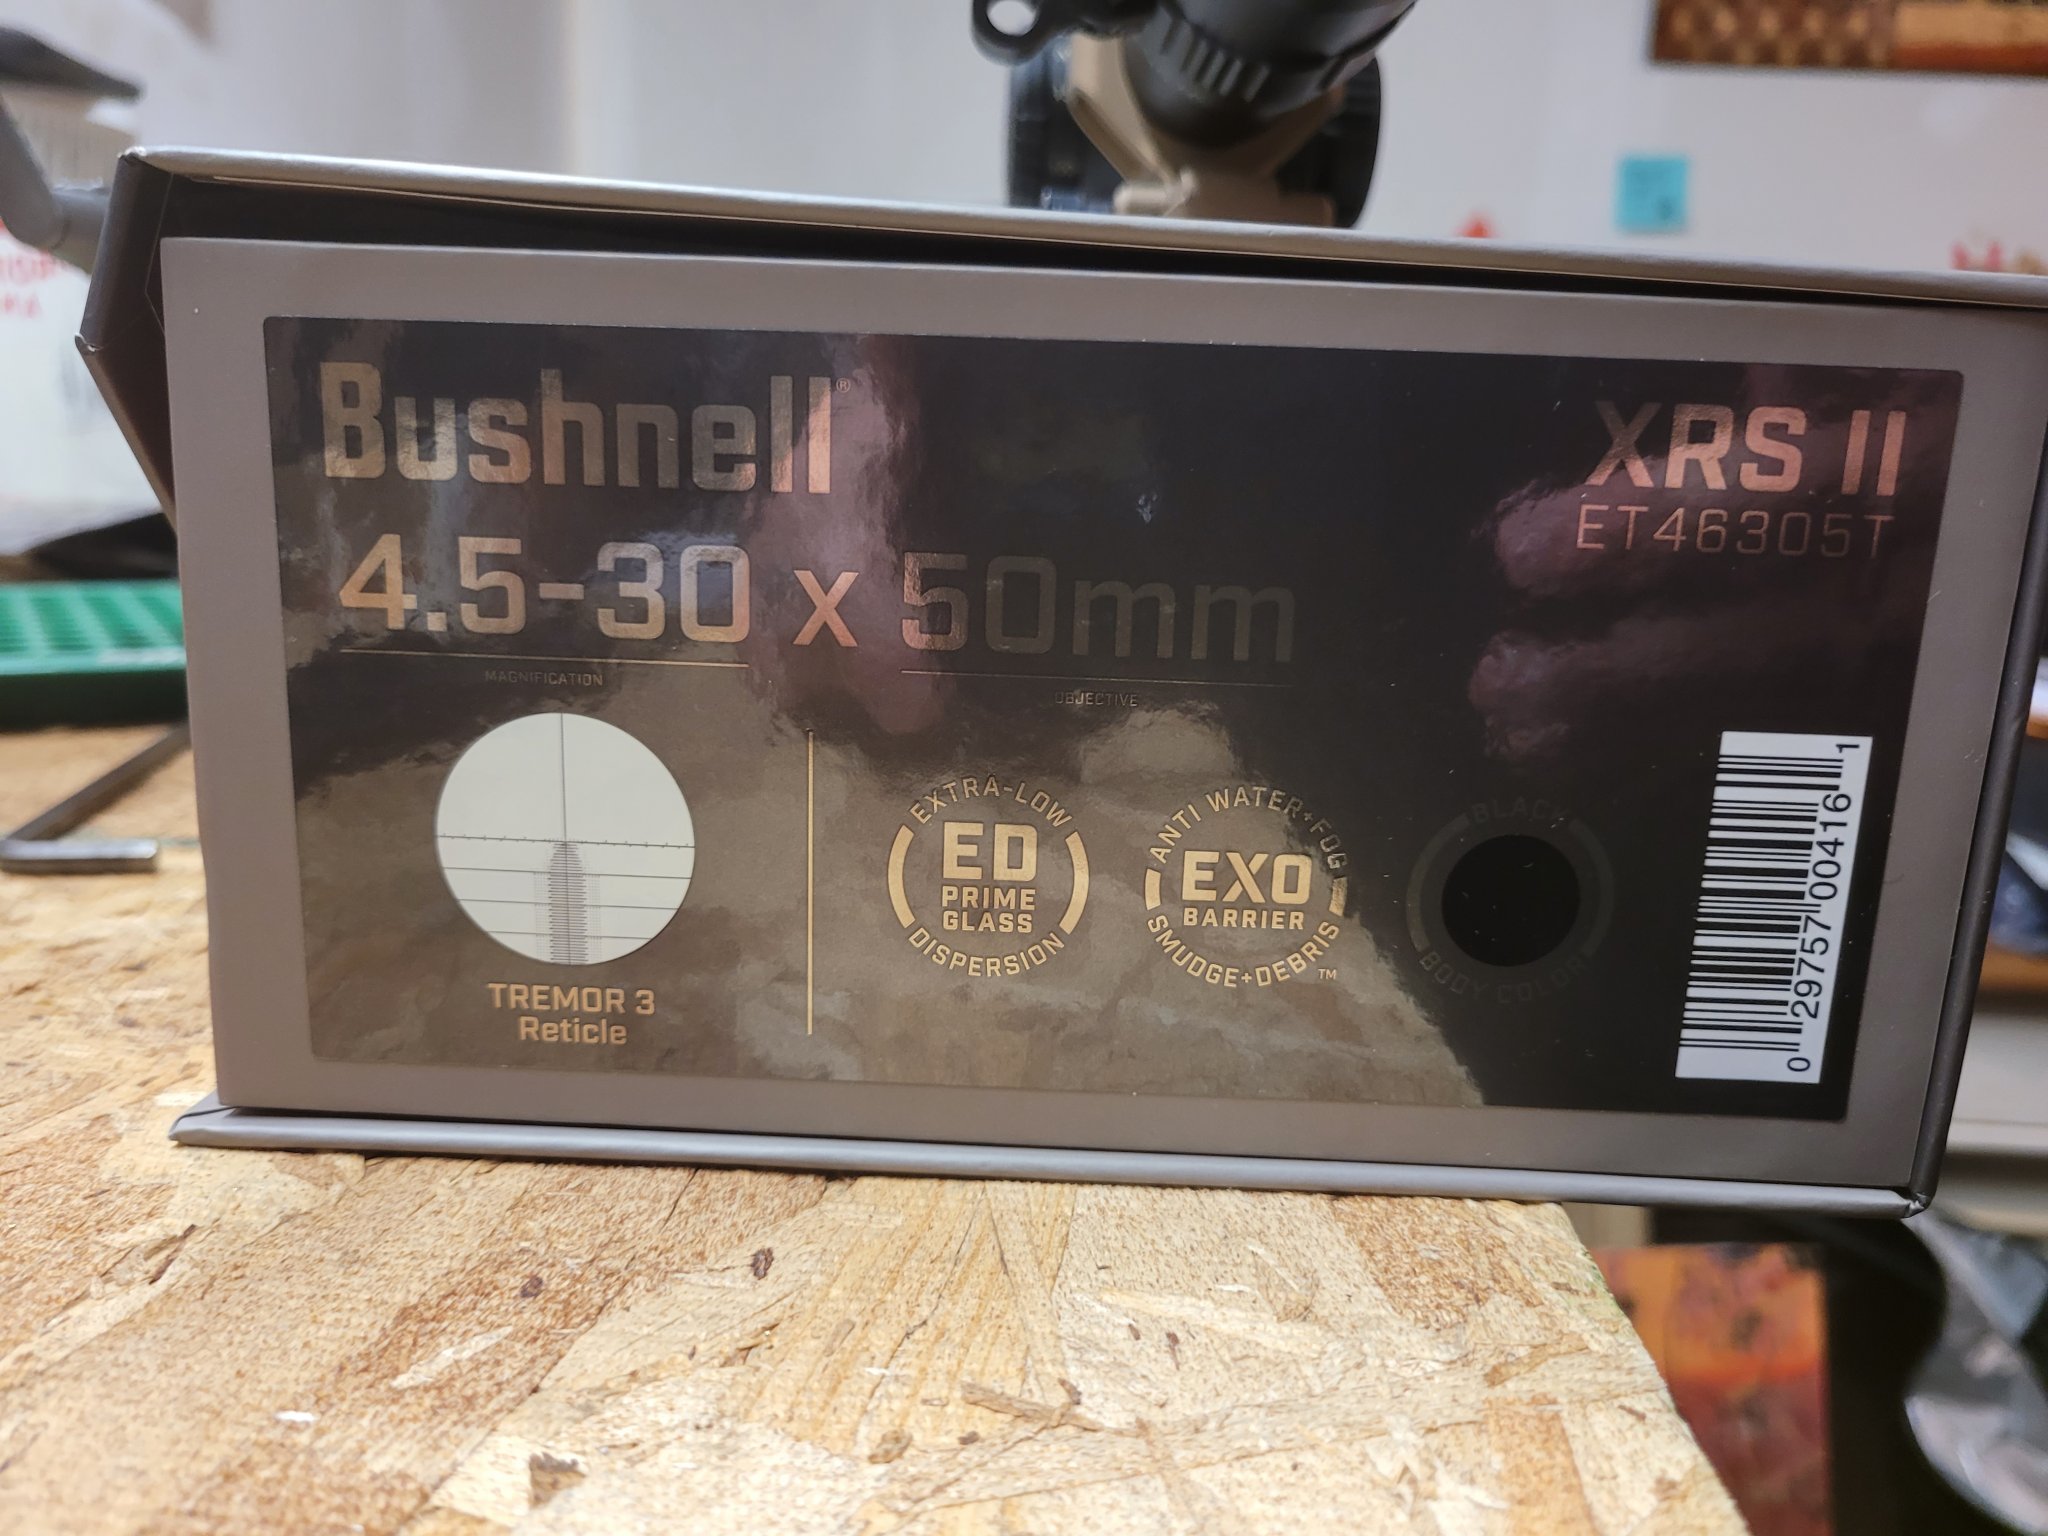 Bushnell®
XRS II
ET46305T
4.5-30 x 50mm
MAGNIFICATION
OBJECTIVE
TREMOR 3
Reticle
EXTRA-LOW
ED
PRIME
GLASS
DISPERSION
ANTI WATER+FOG
EXO
BARRIER
SMUDGE+DEBRIS™
BLACK
BODY COLOR
0 29757 00416 1